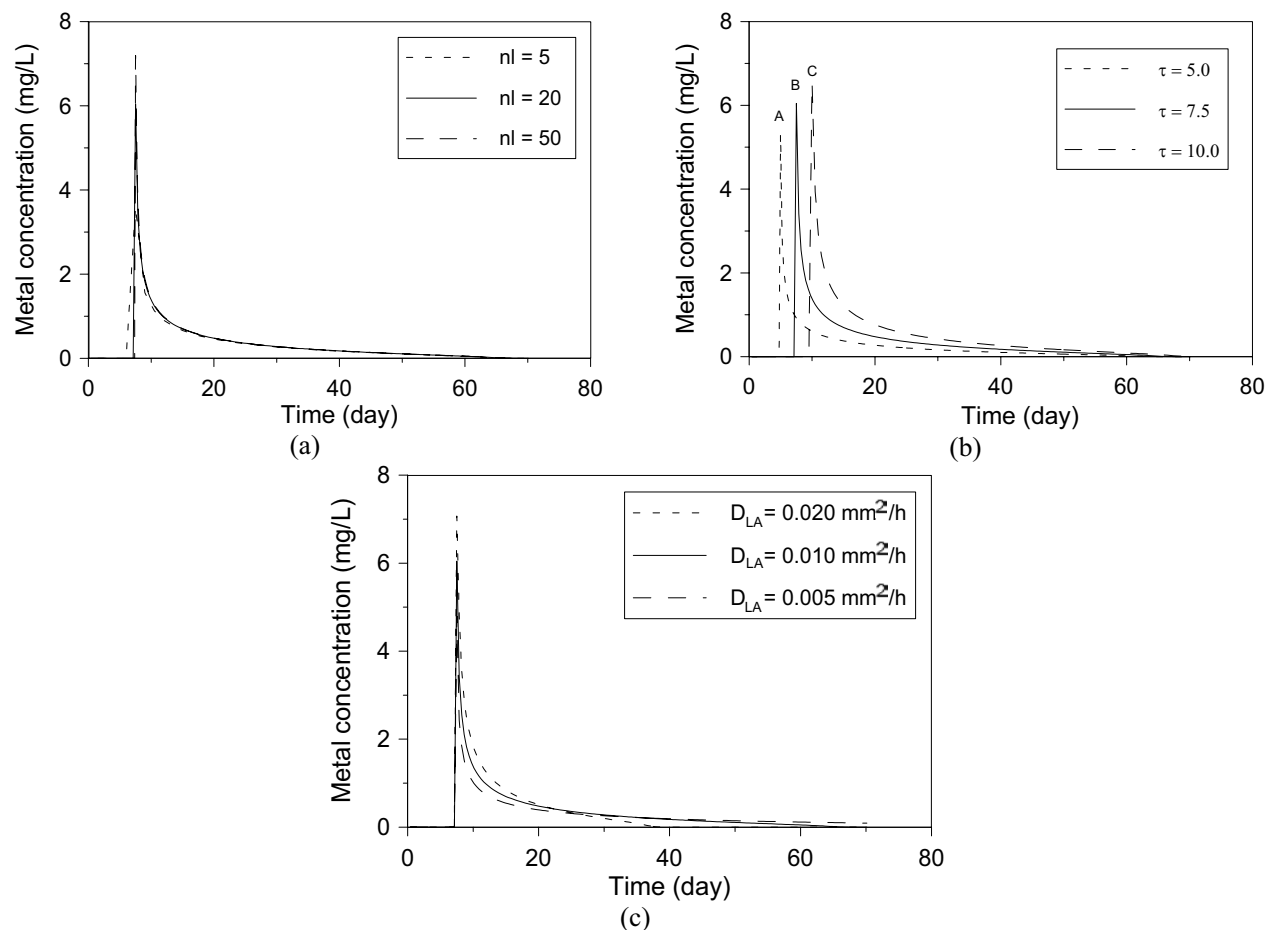 8
6
4
2
0
Metal concentration (mg/L)
nl = 5
nl = 20
nl = 50
0 20 40 60 80
Time (day)
(a)
8
6
4
2
0
Metal concentration (mg/L)
A
B
C
τ = 5.0
τ = 7.5
τ = 10.0
0 20 40 60 80
Time (day)
(b)
8
6
4
2
0
Metal concentration (mg/L)
D_LA = 0.020 mm²/h
D_LA = 0.010 mm²/h
D_LA = 0.005 mm²/h
0 20 40 60 80
Time (day)
(c)